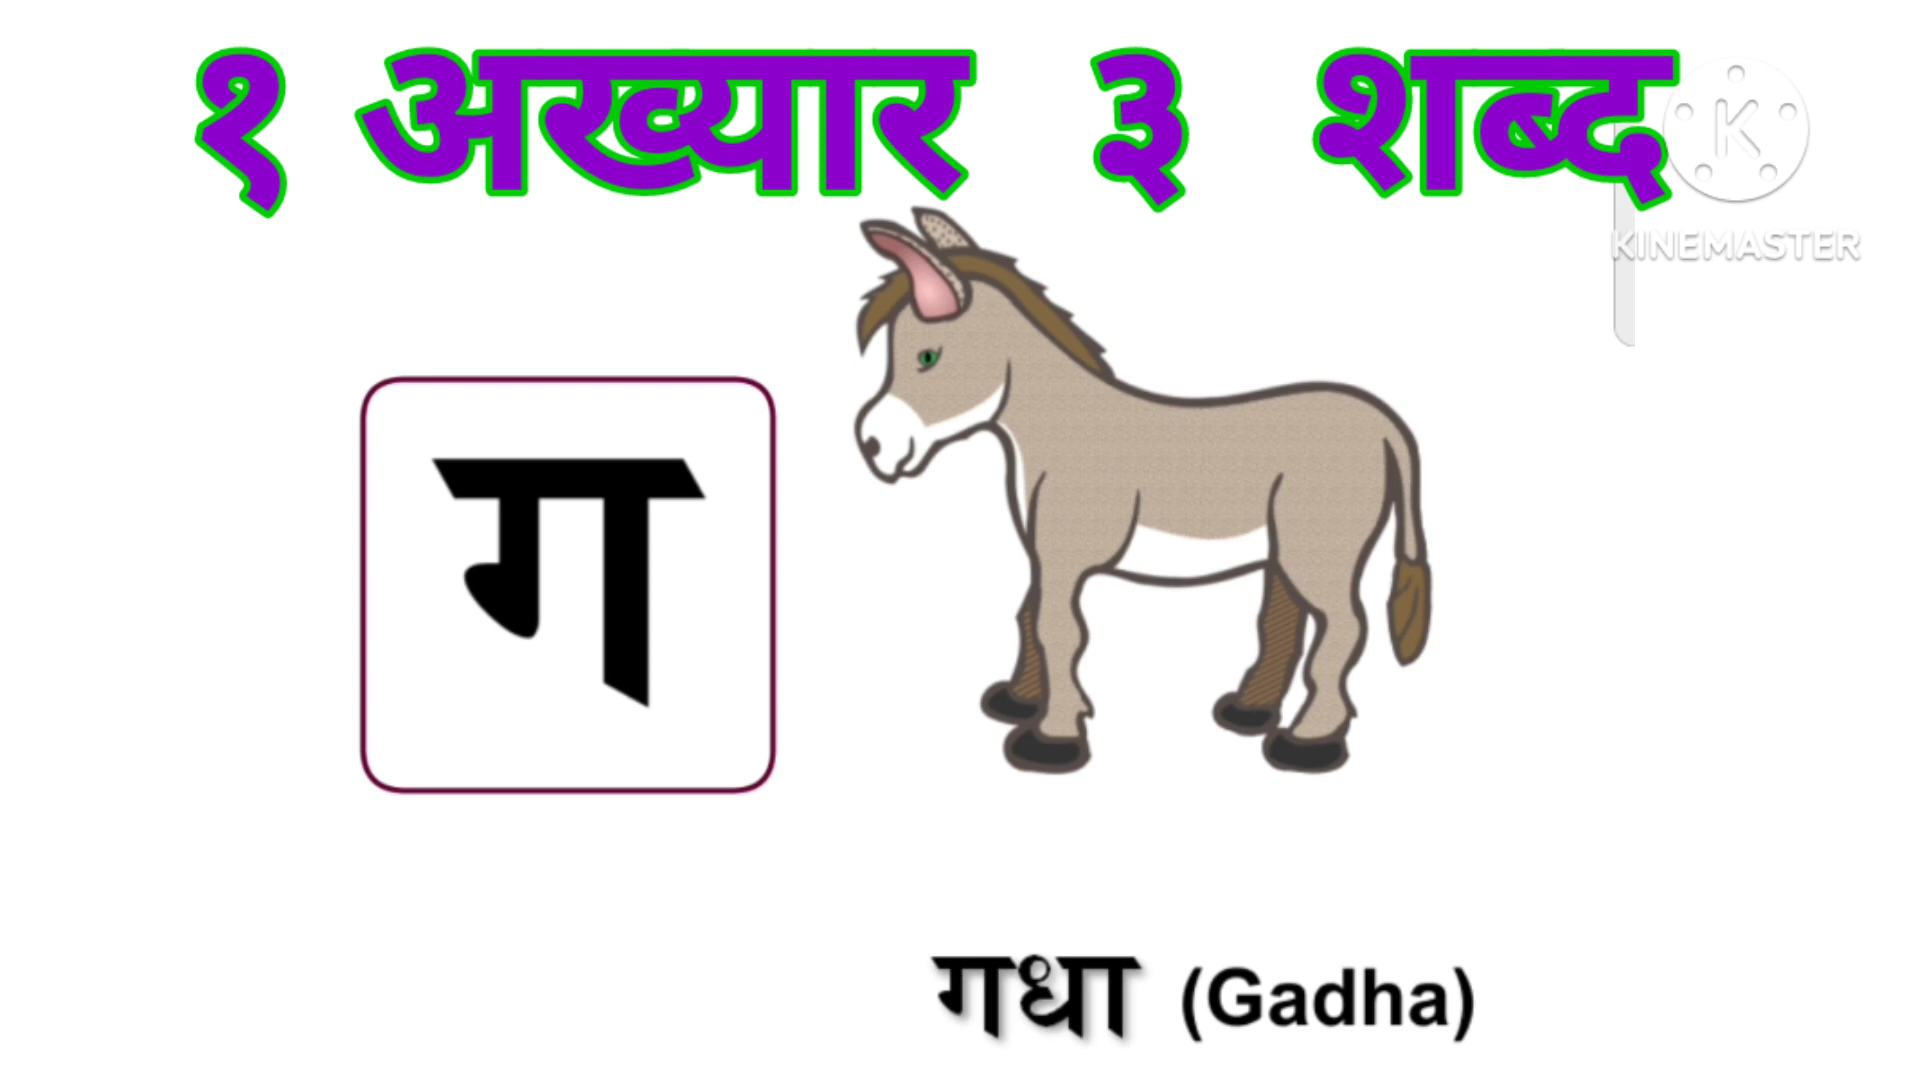 १ अख्यार ३ शब्द
K
KINEMASTER
ग
गधा (Gadha)